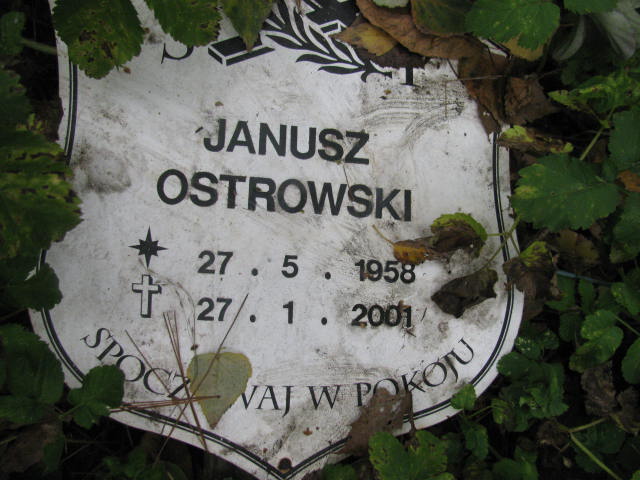 Ś P
JANUSZ
OSTROWSKI
27 . 5 . 1958
27 . 1 . 2001
W POKOJU